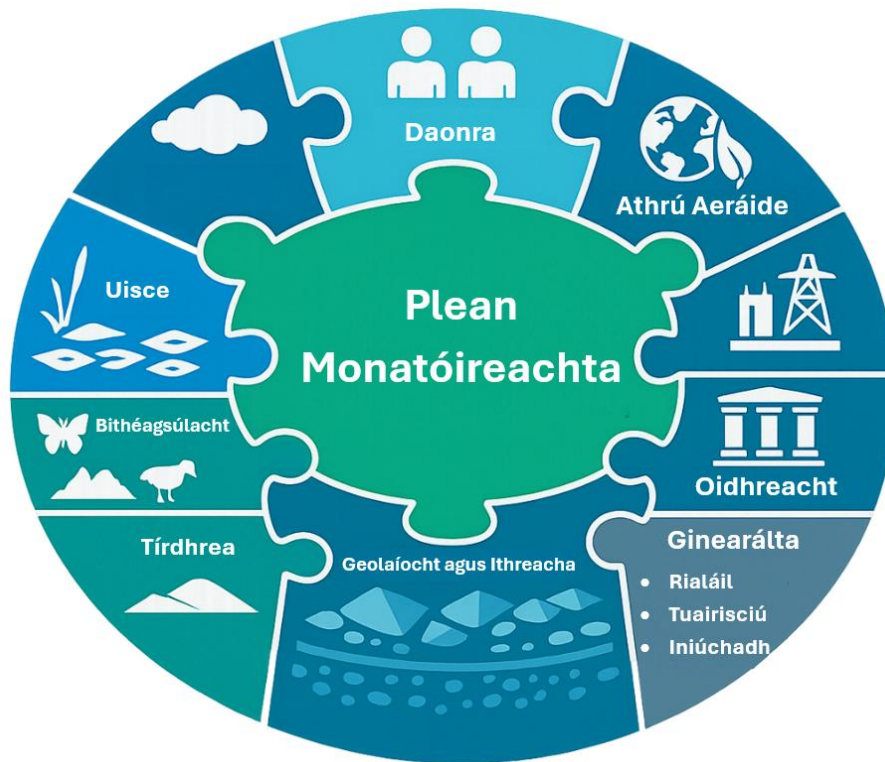 Daonra
Athrú Aeráide
Uisce
Plean
Monatóireachta
Bithéagsúlacht
Oidhreacht
Tírdhrea
Geolaíocht agus Ithreacha
Ginearálta
• Rialáil
• Tuairisciú
• Iniúchadh